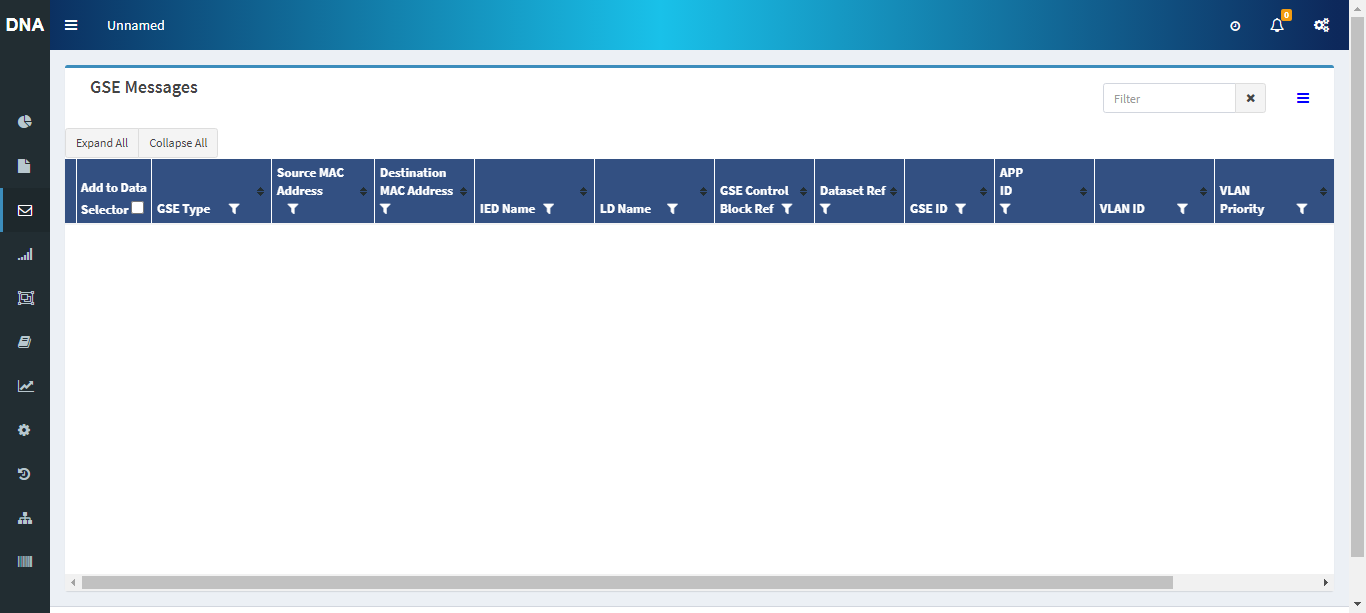 DNA
Unnamed
0
GSE Messages
Filter
Expand All
Collapse All
Add to Data
Selector
GSE Type
Source MAC
Address
Destination
MAC Address
IED Name
LD Name
GSE Control
Block Ref
Dataset Ref
GSE ID
APP
ID
VLAN ID
VLAN
Priority